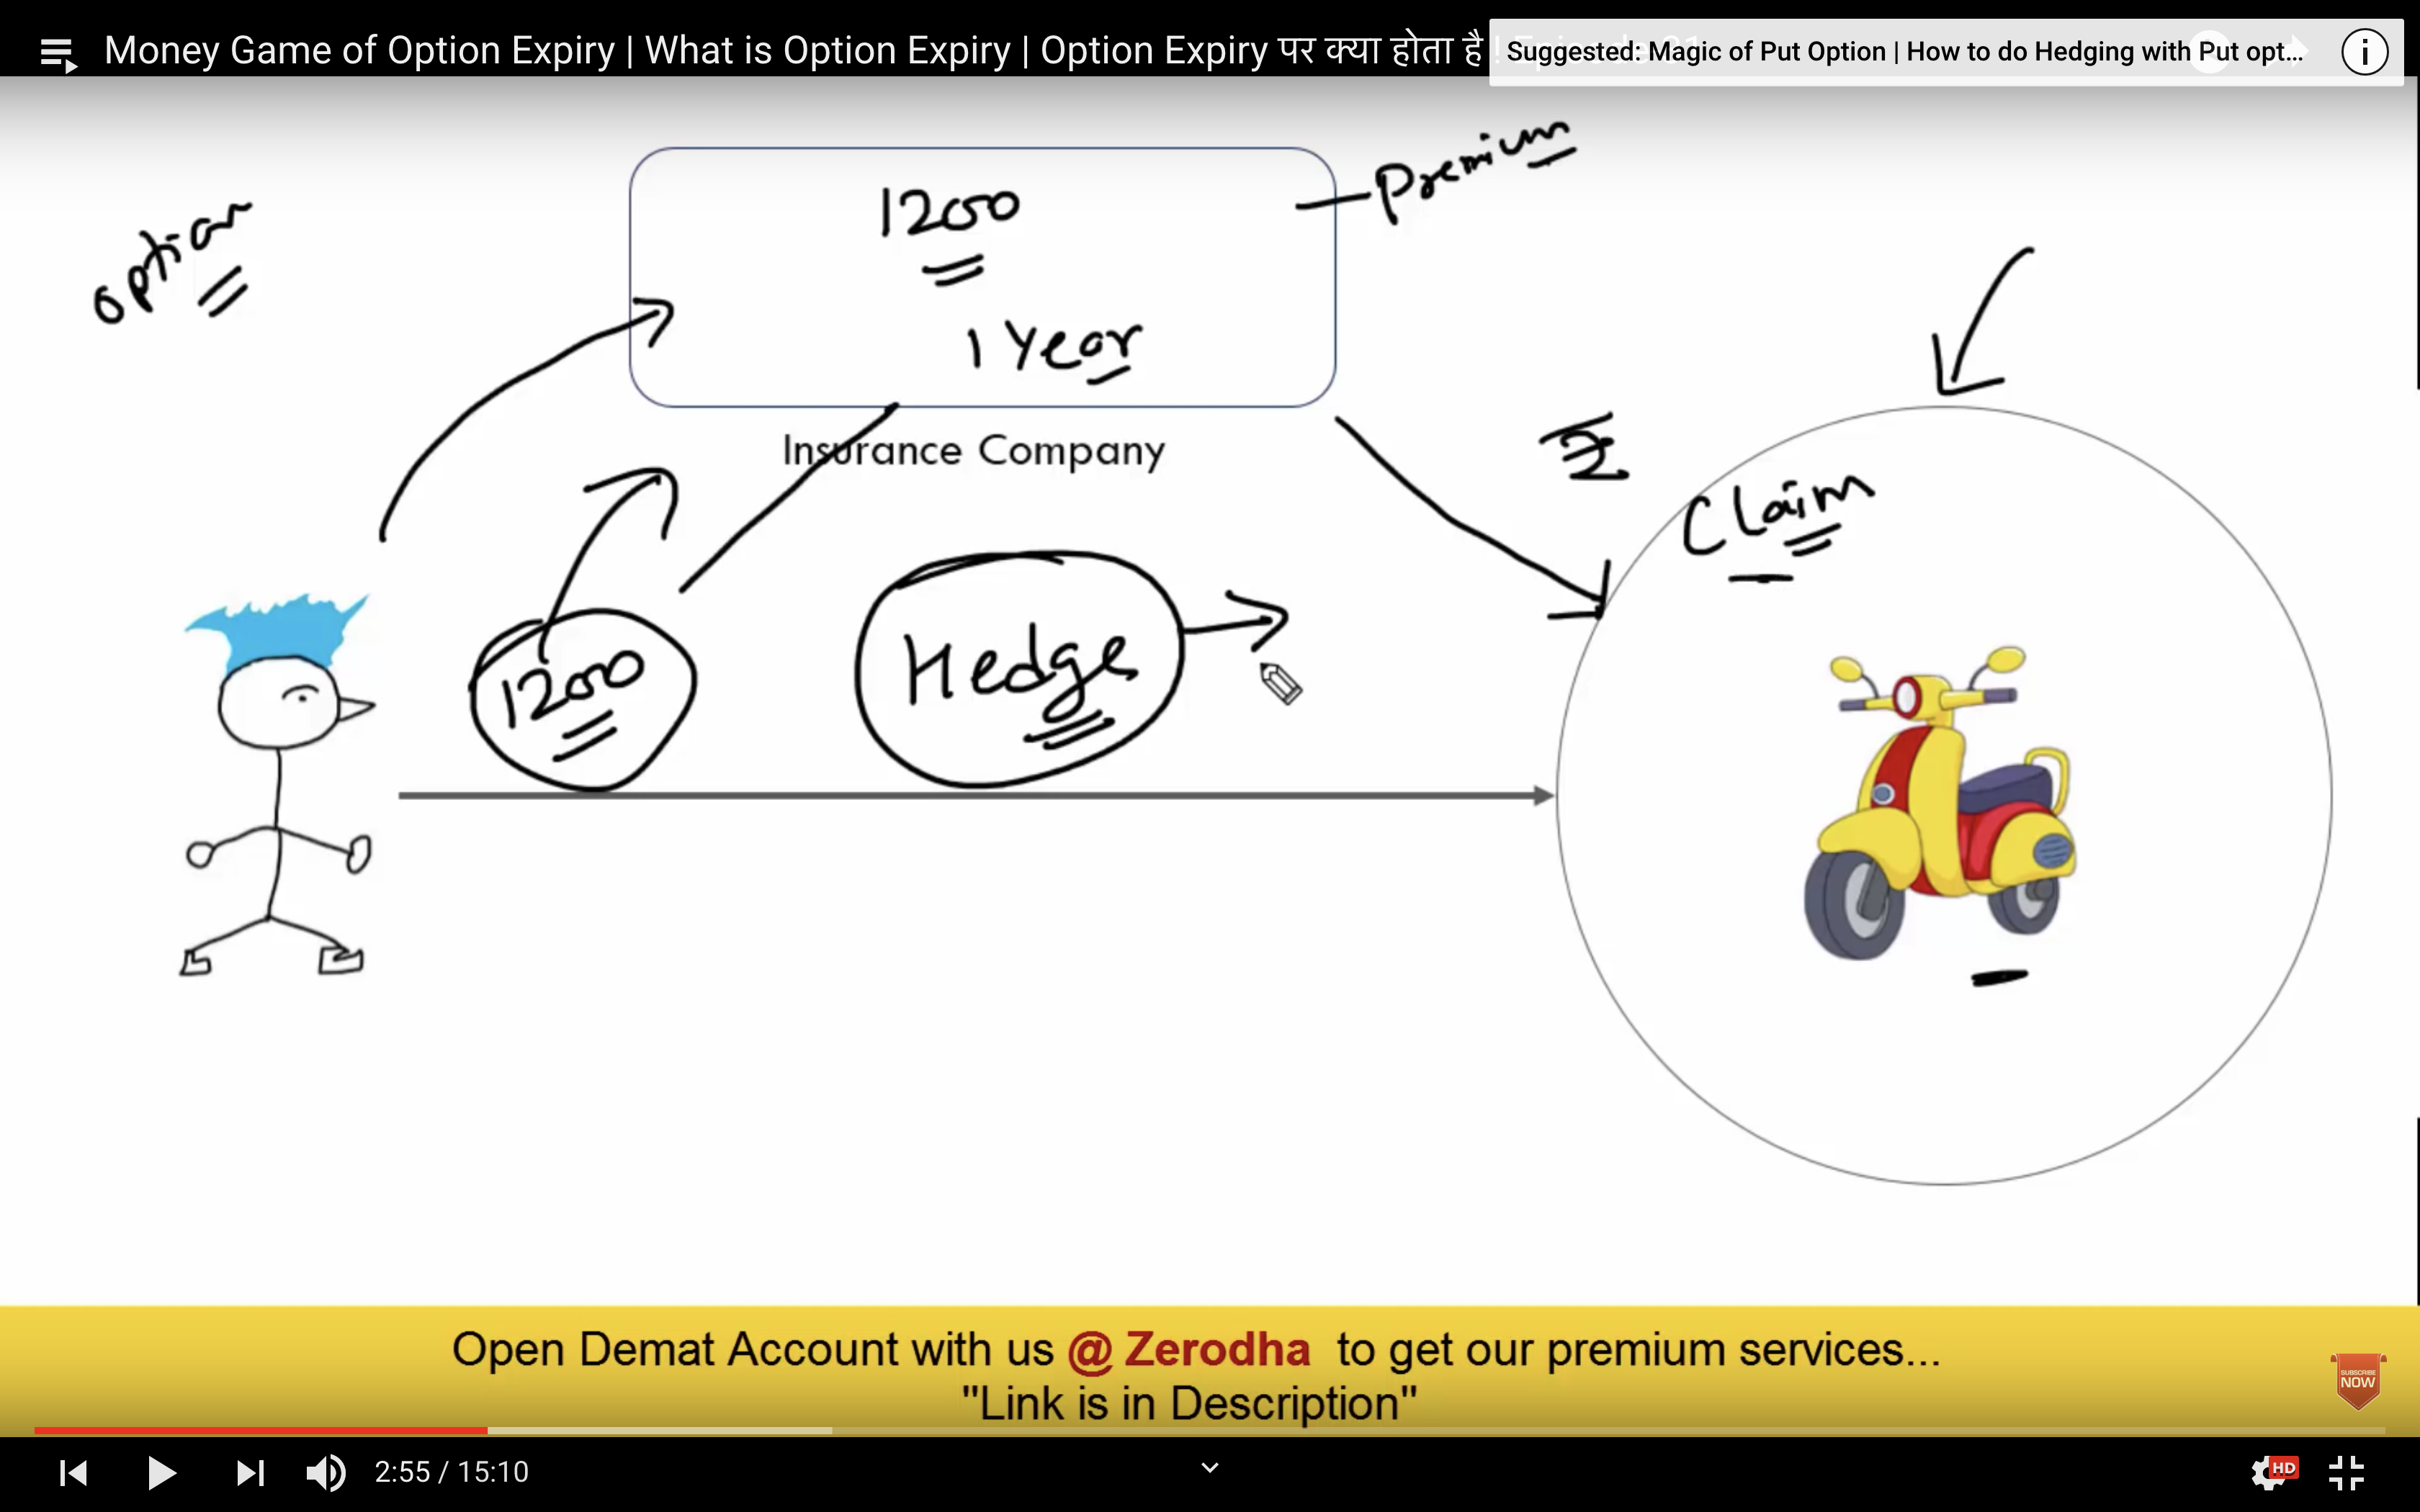 Money Game of Option Expiry | What is Option Expiry | Option Expiry पर क्या होता है !
Suggested: Magic of Put Option | How to do Hedging with Put opt...
Premium
1200
option
1 Year
Insurance Company
Claim
Hedge
1200
Open Demat Account with us @ Zerodha to get our premium services...
"Link is in Description"
SUBSCRIBE
NOW
2:55 / 15:10
HD